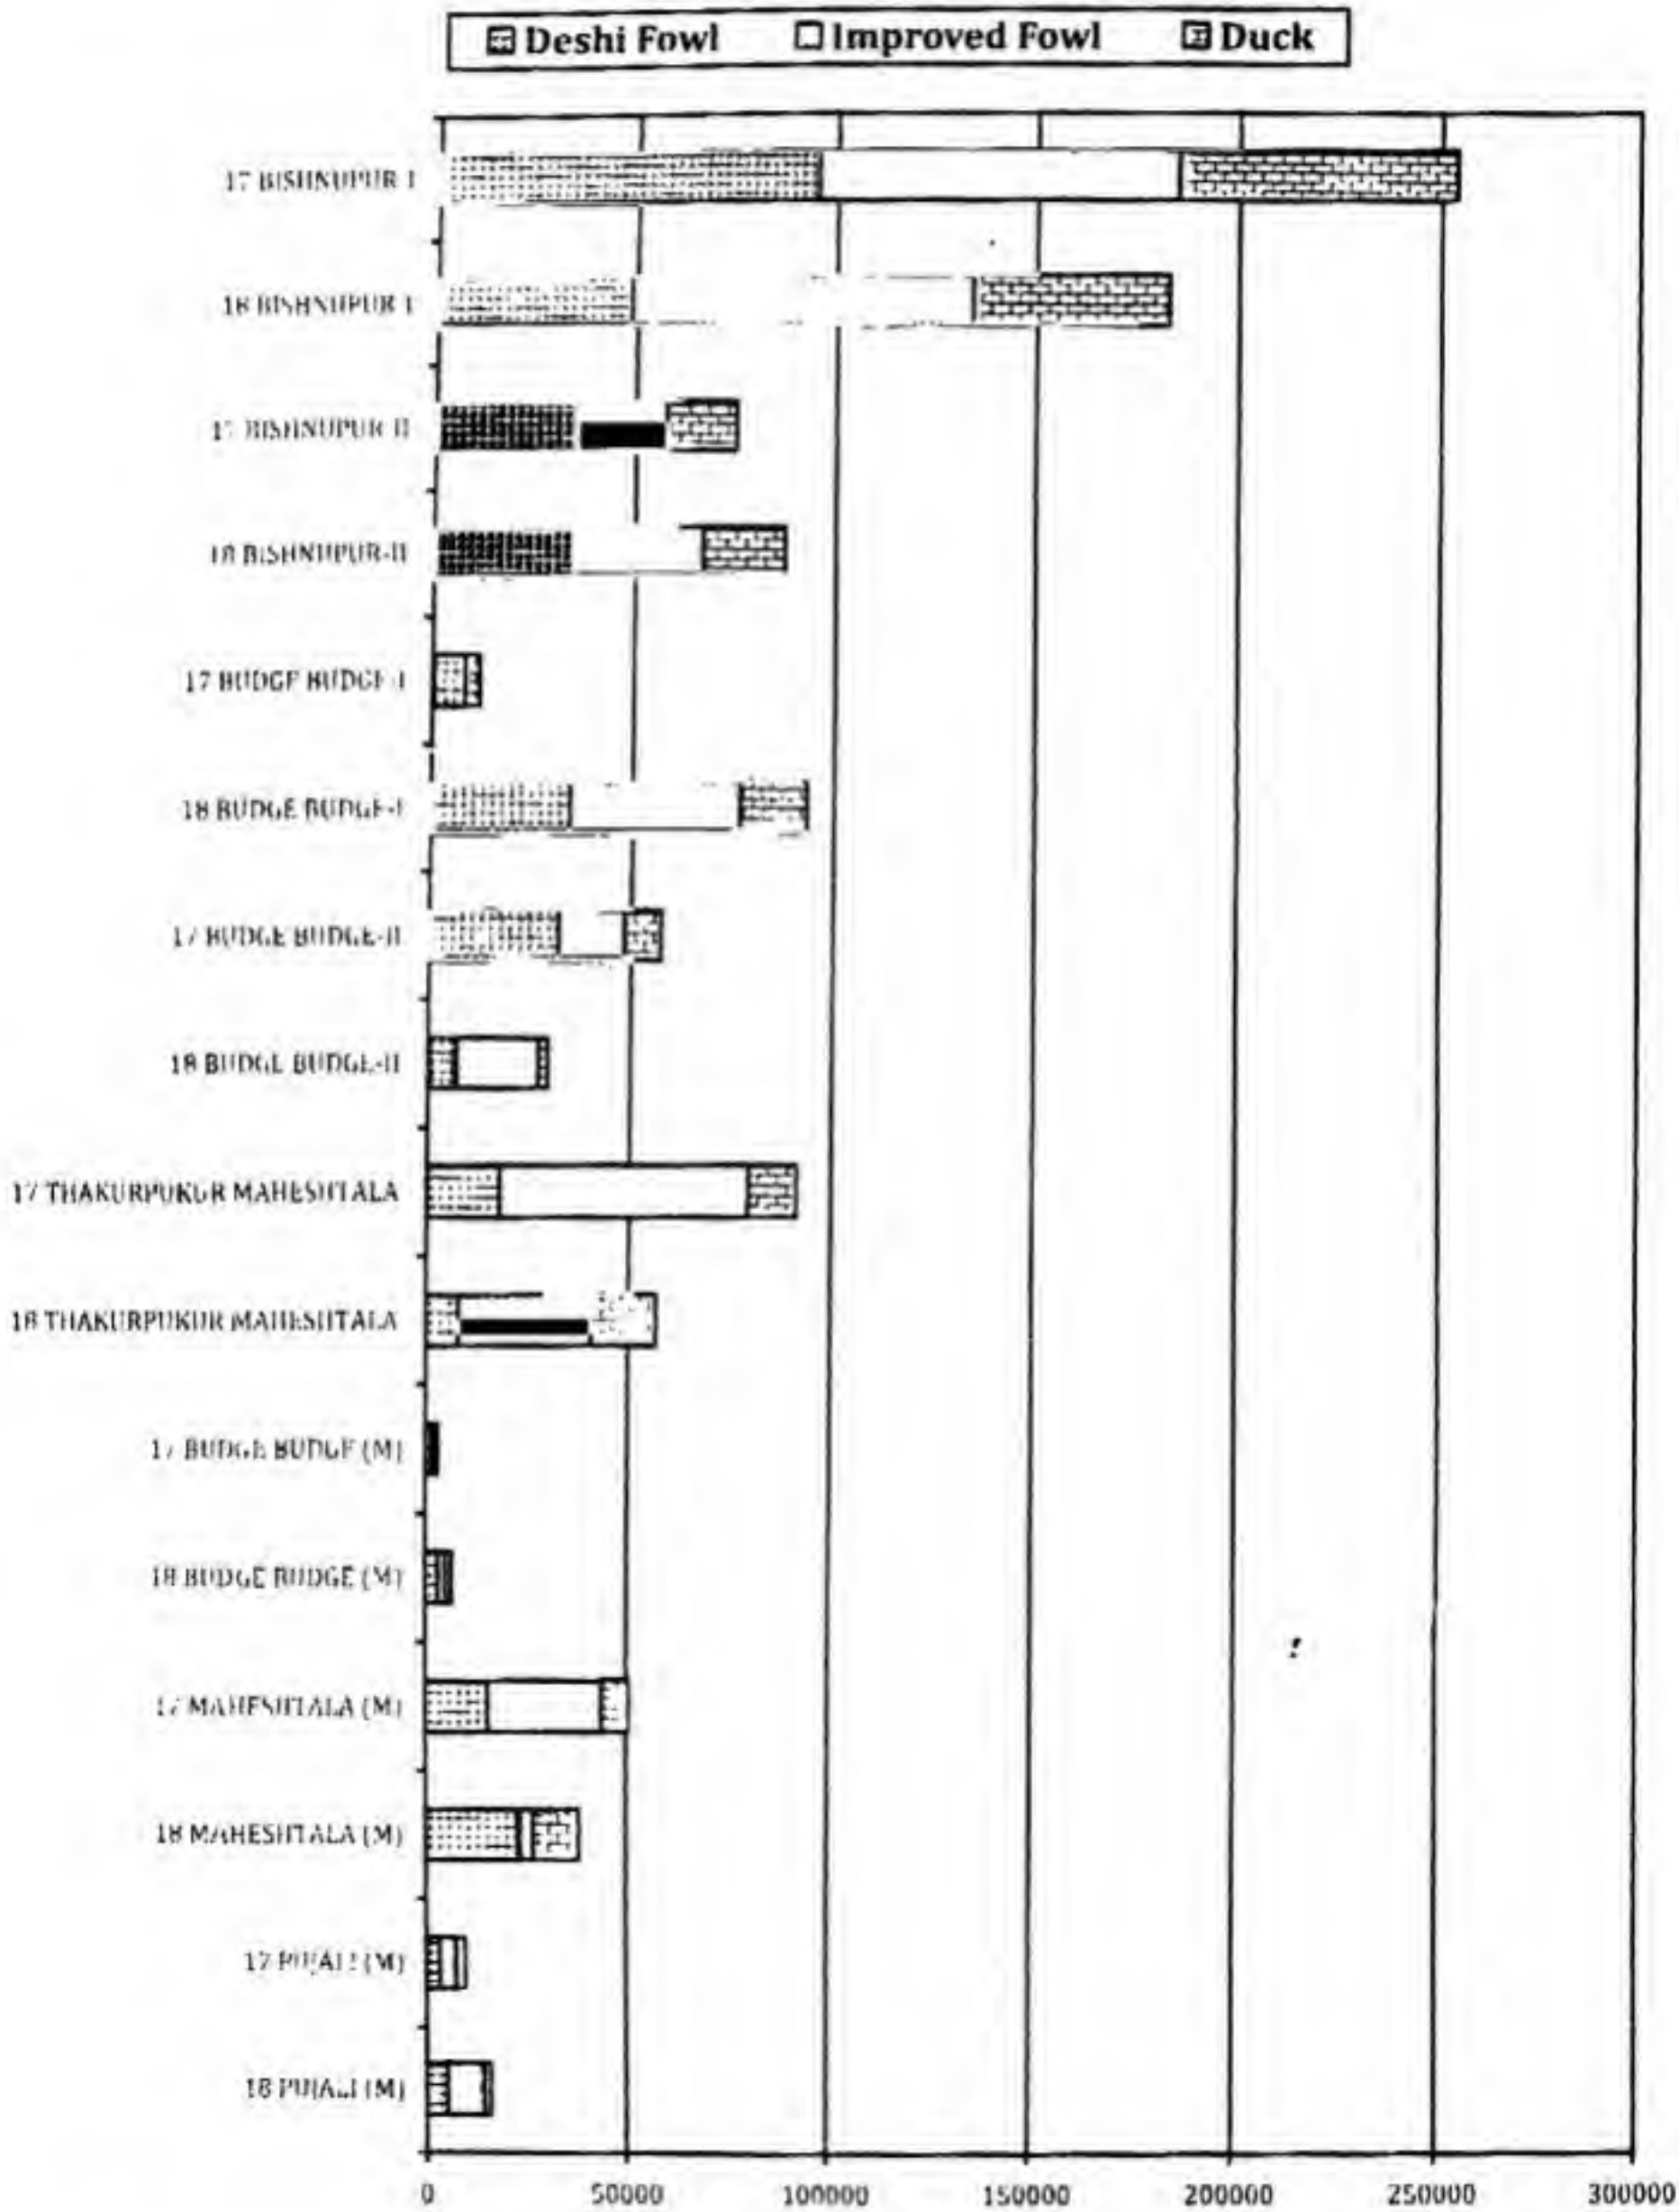 Deshi Fowl Improved Fowl Duck
17 BISHNUPUR I
18 BISHNUPUR I
17 BISHNUPUR II
18 BISHNUPUR-II
17 BUDGE BUDGE-I
18 BUDGE BUDGE-I
17 BUDGE BUDGE-II
18 BUDGE BUDGE-II
17 THAKURPUKUR MAHESHTALA
18 THAKURPUKUR MAHESHTALA
17 BUDGE BUDGE (M)
18 BUDGE BUDGE (M)
17 MAHESHTALA (M)
18 MAHESHTALA (M)
17 PUJALI (M)
18 PUJALI (M)
0 50000 100000 150000 200000 250000 300000